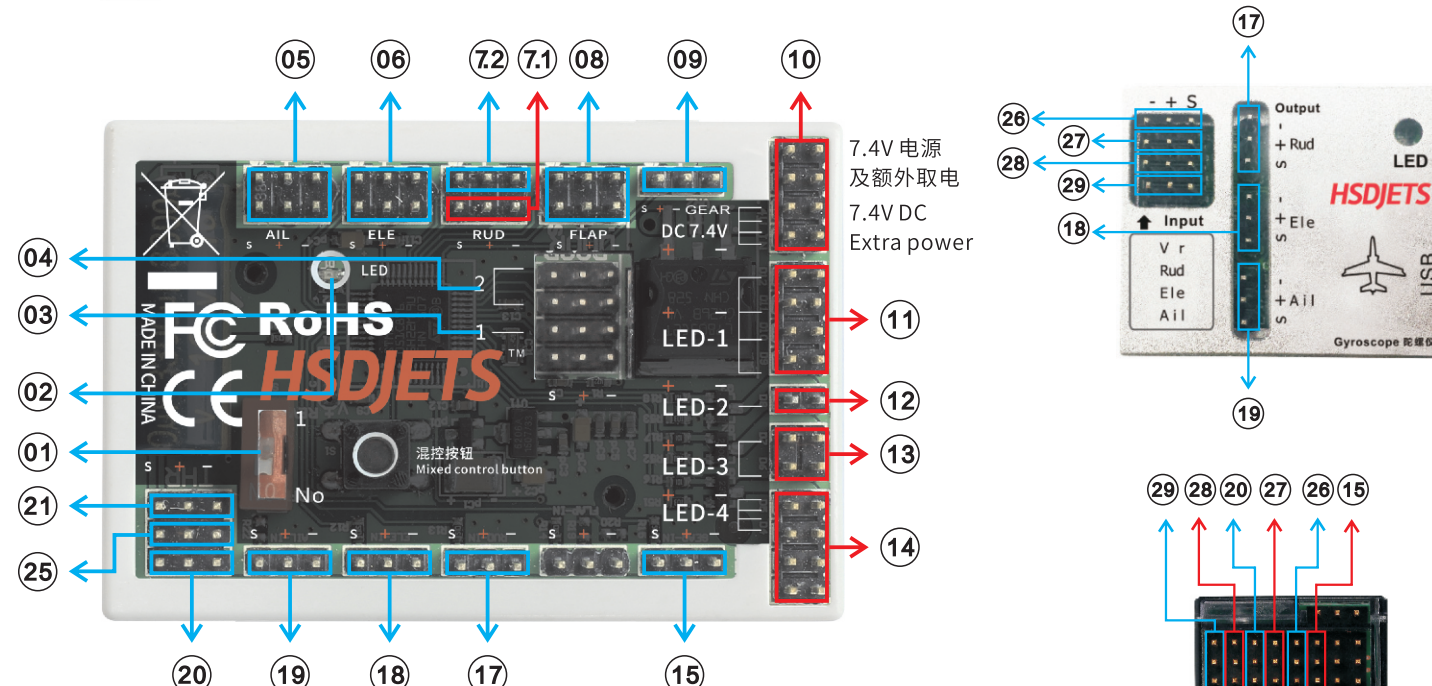 05 06 7.2 7.1 08 09 10
7.4V 电源
及额外取电
7.4V DC
Extra power
AIL ELE RUD FLAP
S + - GEAR
DC 7.4V
S + - S + - S + - S + -
+ -
04
03
02
01
21
25
LED
2
1
MADE IN CHINA
FC
RoHS
CE
HSDJETS
TM
S + -
+ -
LED-1
+ -
LED-2
+ -
LED-3
+ -
LED-4
11
12
13
14
1
No
混控按钮
Mixed control button
S + -
S + - S + - S + - S + -
20 19 18 17 15
17
26
27
28
29
18
19
- + S
Output
- + S Rud
- + S Ele
- + S Ail
Input
V r
Rud
Ele
Ail
LED
HSDJETS
USB
Gyroscope 陀螺仪
29 28 20 27 26 15